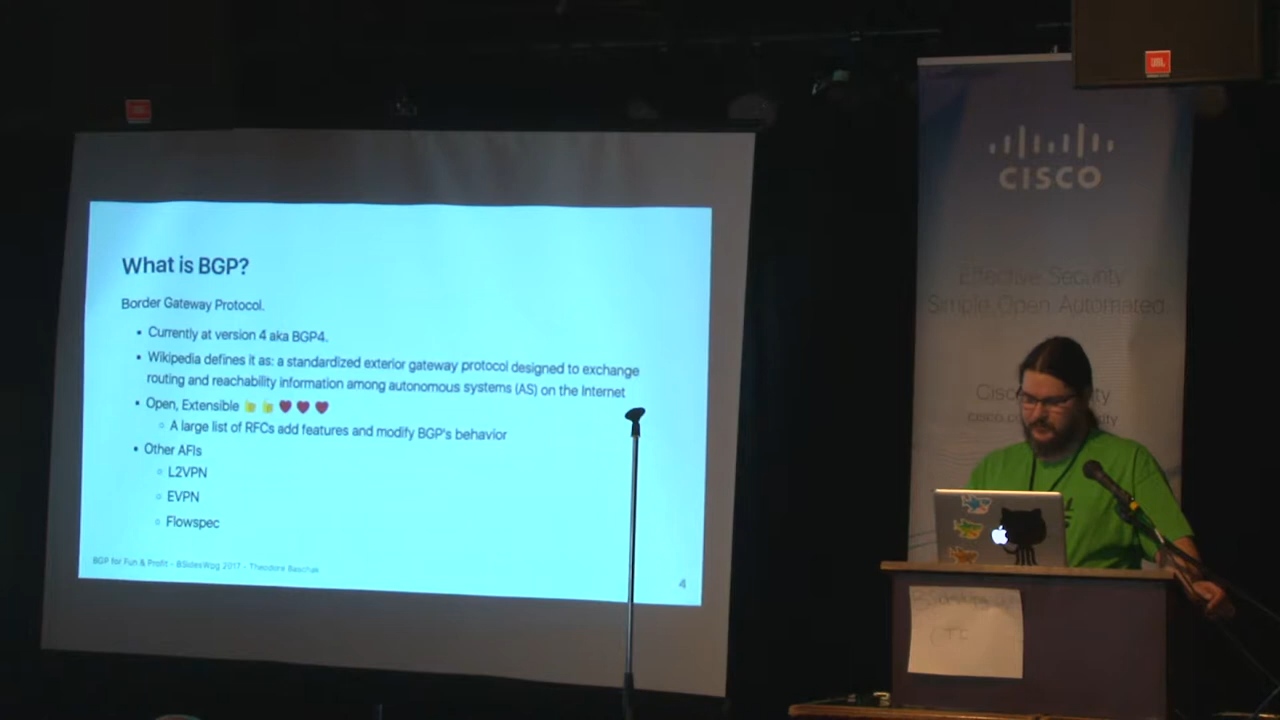 What is BGP?
Border Gateway Protocol.
Currently at version 4 aka BGP4.
Wikipedia defines it as: a standardized exterior gateway protocol designed to exchange
routing and reachability information among autonomous systems (AS) on the Internet
Open, Extensible 👍👍❤❤❤
A large list of RFCs add features and modify BGP's behavior
Other AFIs
L2VPN
EVPN
Flowspec
BGP for Fun & Profit - BSidesWpg 2017 - Theodore Baschak
4
JBL
JBL
CISCO
Effective Security
Simple.Open.Automated.